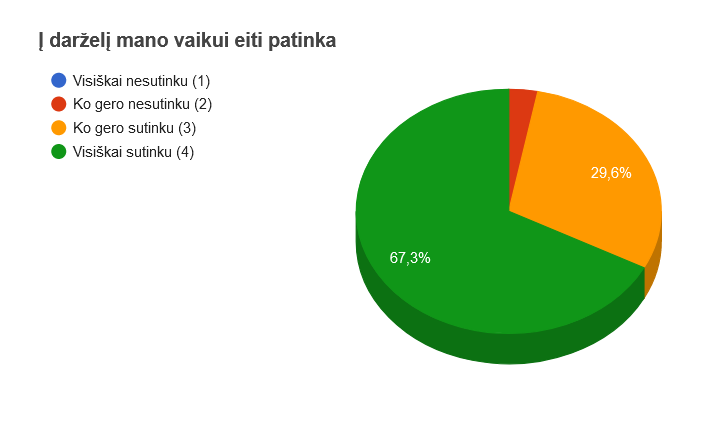 Į darželį mano vaikui eiti patinka
Visiškai nesutinku (1)
Ko gero nesutinku (2)
Ko gero sutinku (3)
Visiškai sutinku (4)
29,6%
67,3%